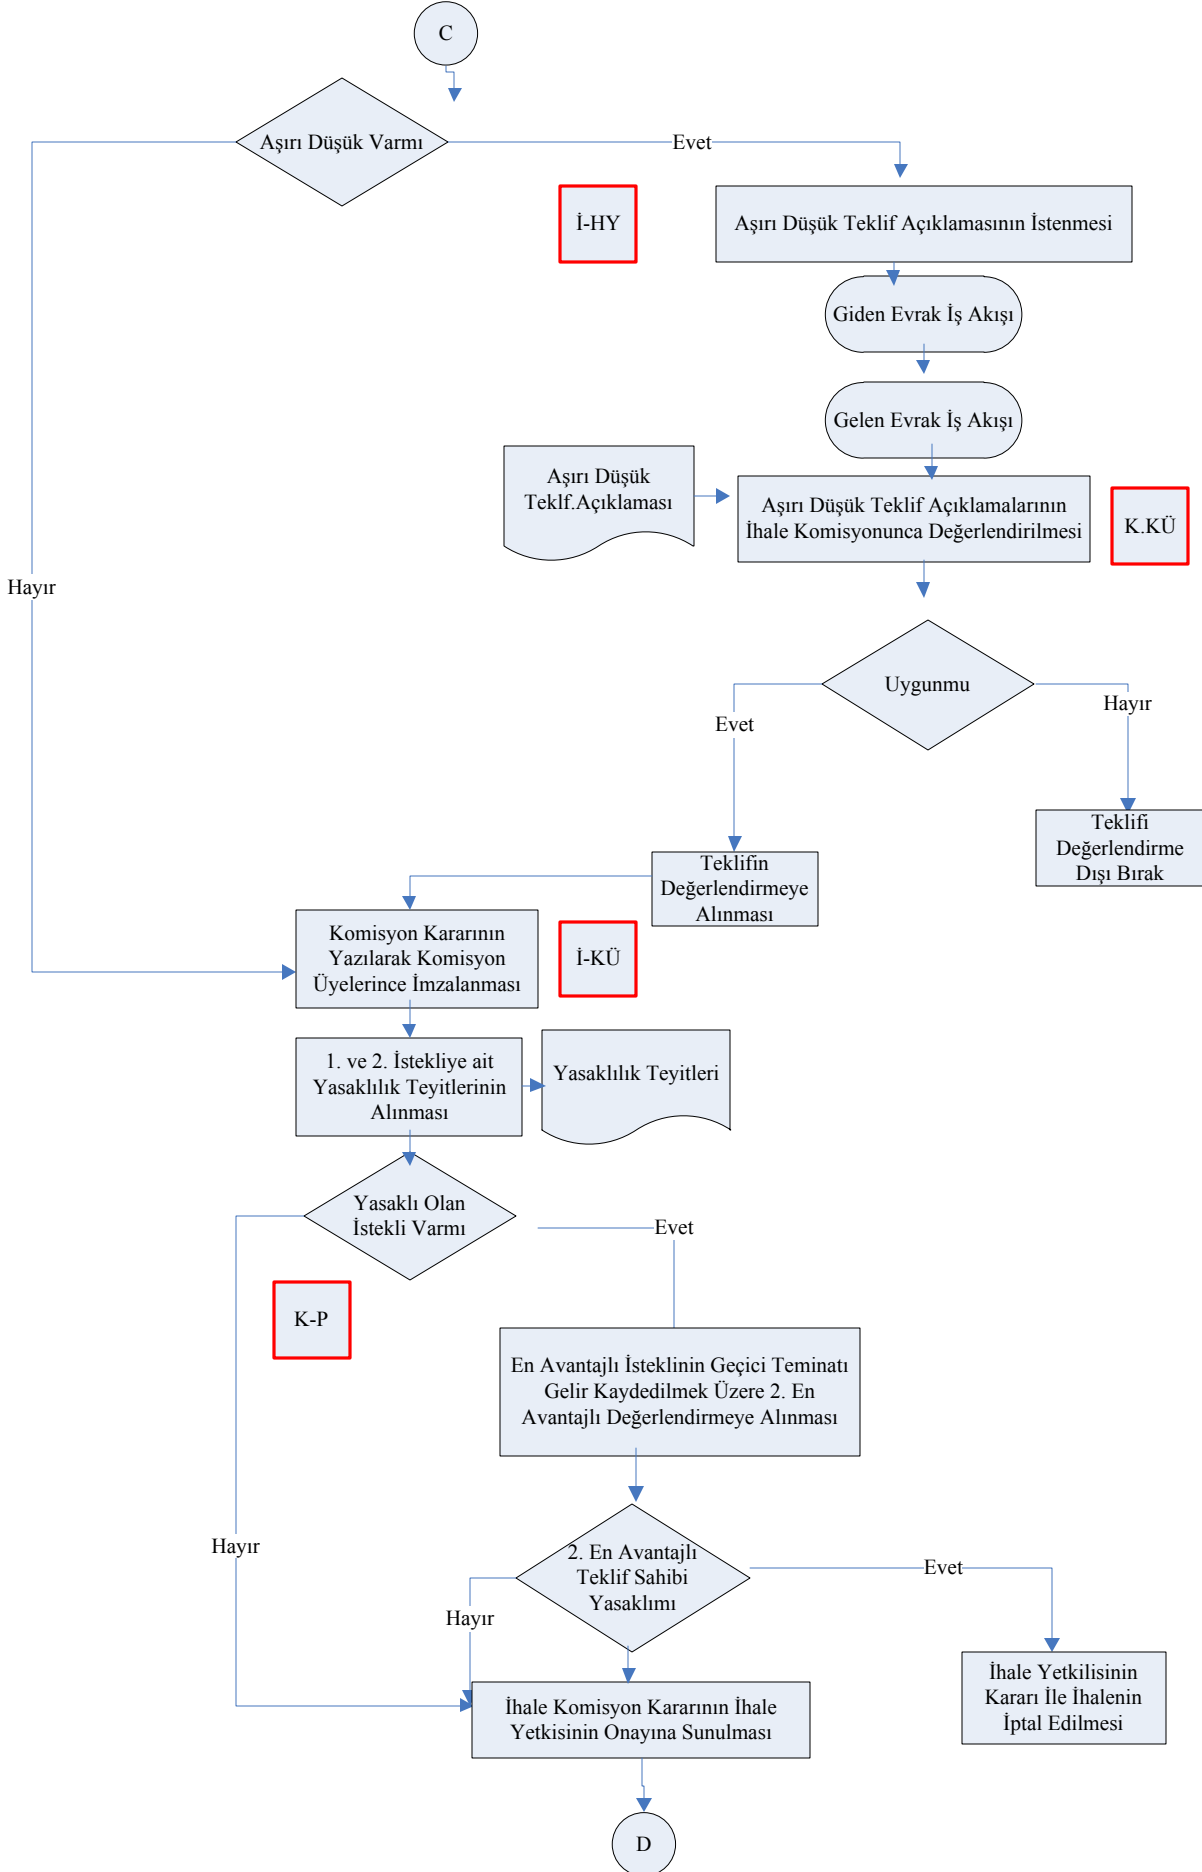 C
Aşırı Düşük Varmı
Evet
İ-HY
Aşırı Düşük Teklif Açıklamasının İstenmesi
Giden Evrak İş Akışı
Gelen Evrak İş Akışı
Aşırı Düşük
Teklf.Açıklaması
Aşırı Düşük Teklif Açıklamalarının
İhale Komisyonunca Değerlendirilmesi
K.KÜ
Hayır
Uygunmu
Evet
Hayır
Teklifi
Değerlendirme
Dışı Bırak
Teklifin
Değerlendirmeye
Alınması
Komisyon Kararının
Yazılarak Komisyon
Üyelerince İmzalanması
İ-KÜ
1. ve 2. İstekliye ait
Yasaklılık Teyitlerinin
Alınması
Yasaklılık Teyitleri
Yasaklı Olan
İstekli Varmı
Evet
K-P
En Avantajlı İsteklinin Geçici Teminatı
Gelir Kaydedilmek Üzere 2. En
Avantajlı Değerlendirmeye Alınması
Hayır
2. En Avantajlı
Teklif Sahibi
Yasaklımı
Evet
Hayır
İhale Yetkilisinin
Kararı İle İhalenin
İptal Edilmesi
İhale Komisyon Kararının İhale
Yetkisinin Onayına Sunulması
D